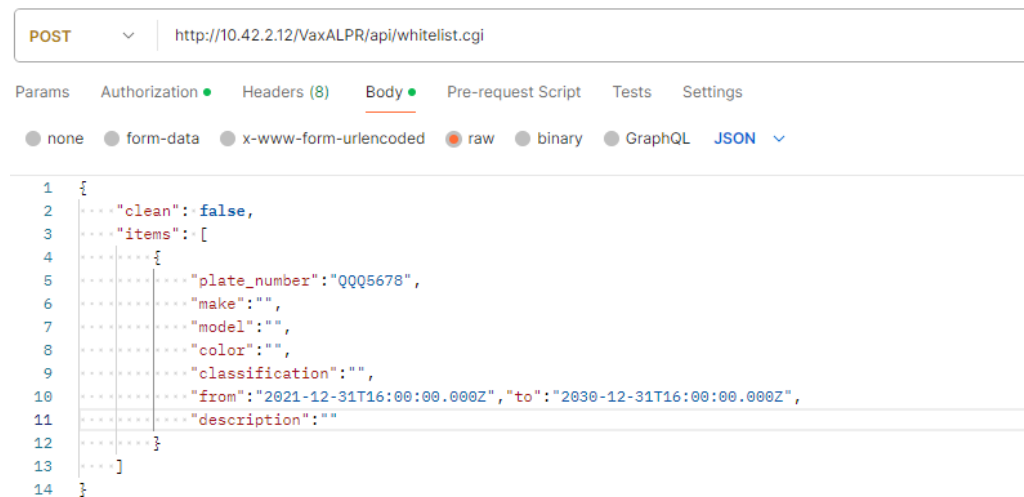 POST http://10.42.2.12/VaxALPR/api/whitelist.cgi
Params Authorization Headers (8) Body Pre-request Script Tests Settings
none form-data x-www-form-urlencoded raw binary GraphQL JSON
1 {
2 "clean": false,
3 "items": [
4 {
5 "plate_number":"QQQ5678",
6 "make":"",
7 "model":"",
8 "color":"",
9 "classification":"",
10 "from":"2021-12-31T16:00:00.000Z","to":"2030-12-31T16:00:00.000Z",
11 "description":""
12 }
13 ]
14 }